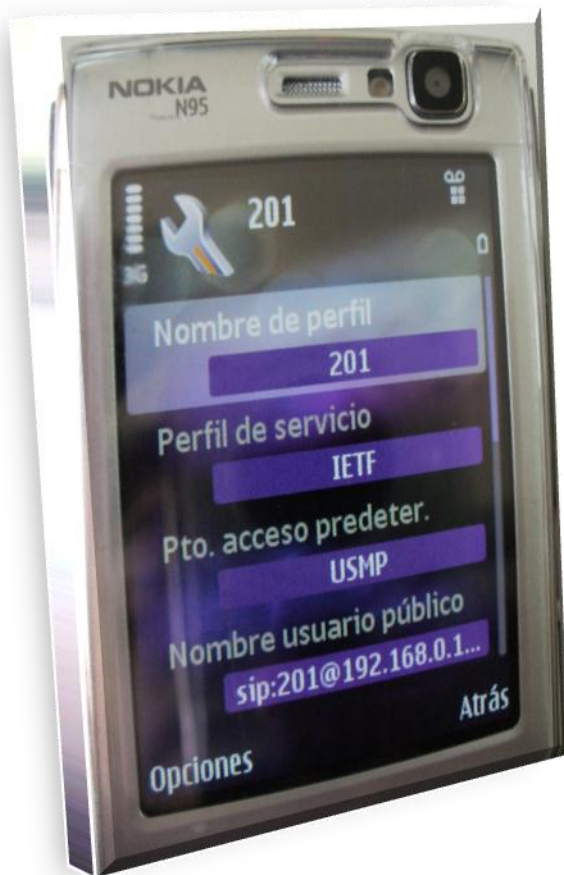 NOKIA
N95
201
3G
Nombre de perfil
201
Perfil de servicio
IETF
Pto. acceso predeter.
USMP
Nombre usuario público
sip:201@192.168.0.1...
Atrás
Opciones